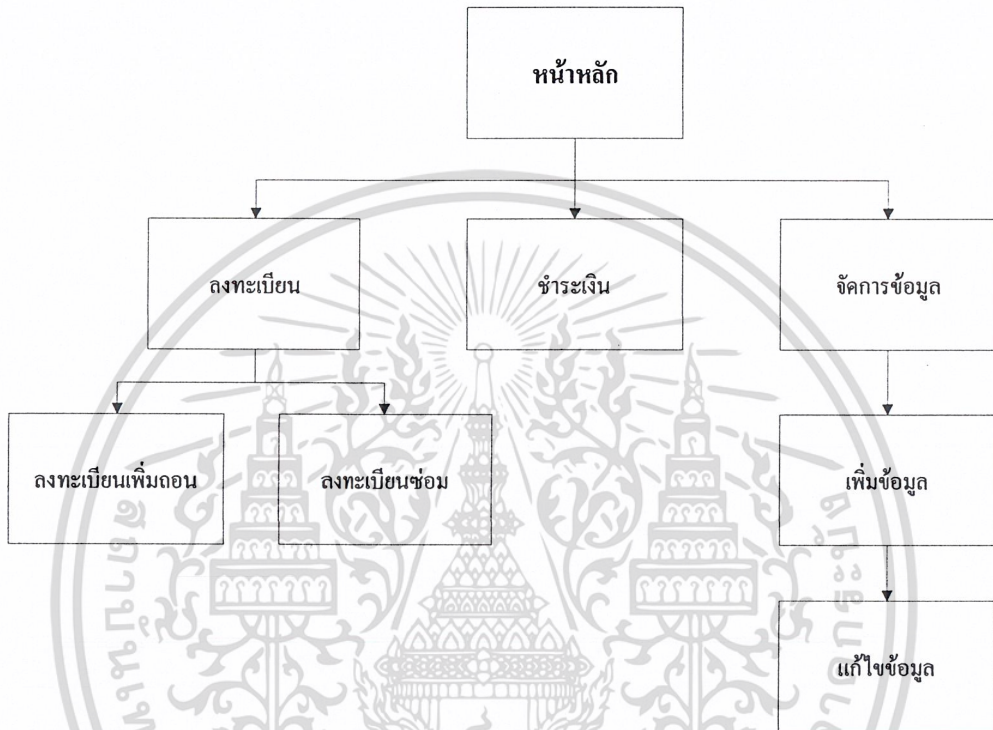 หน้าหลัก
ลงทะเบียน
ชำระเงิน
จัดการข้อมูล
ลงทะเบียนเพิ่มถอน
ลงทะเบียนซ่อม
เพิ่มข้อมูล
แก้ไขข้อมูล